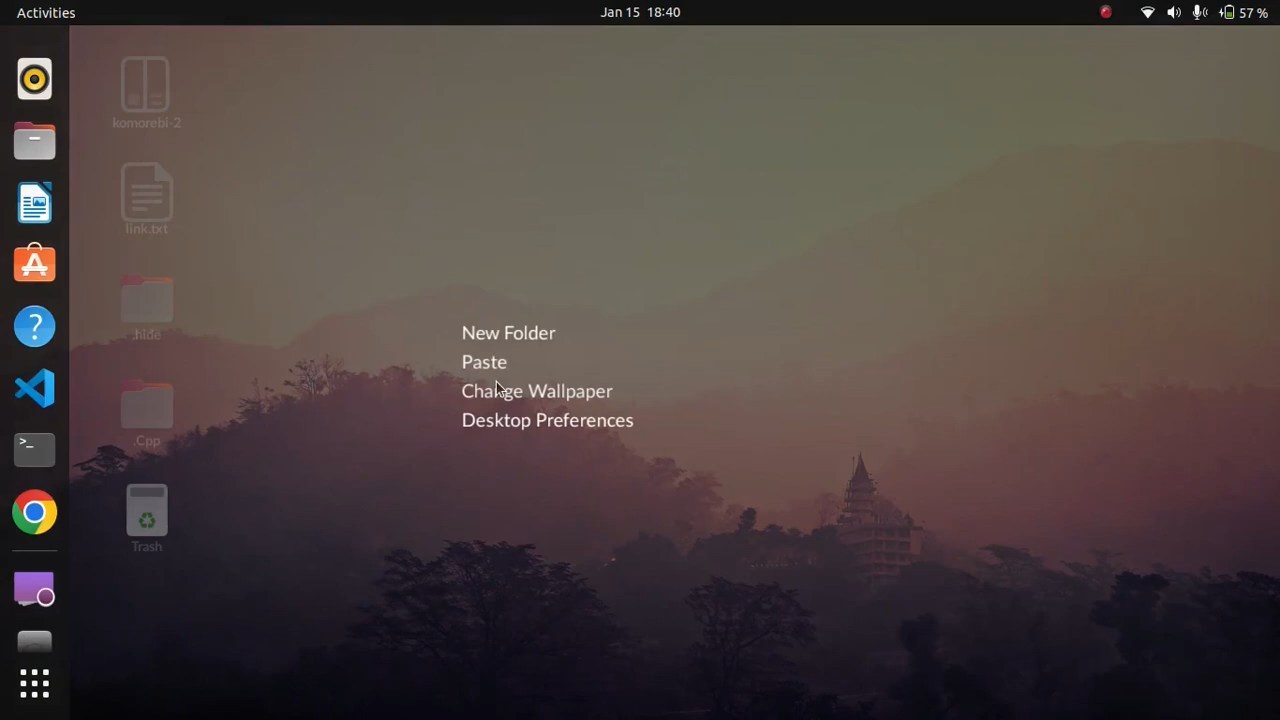 Activities
Jan 15 18:40
57 %
komorebi-2
link.txt
.hide
.Cpp
Trash
New Folder
Paste
Change Wallpaper
Desktop Preferences
>_
?